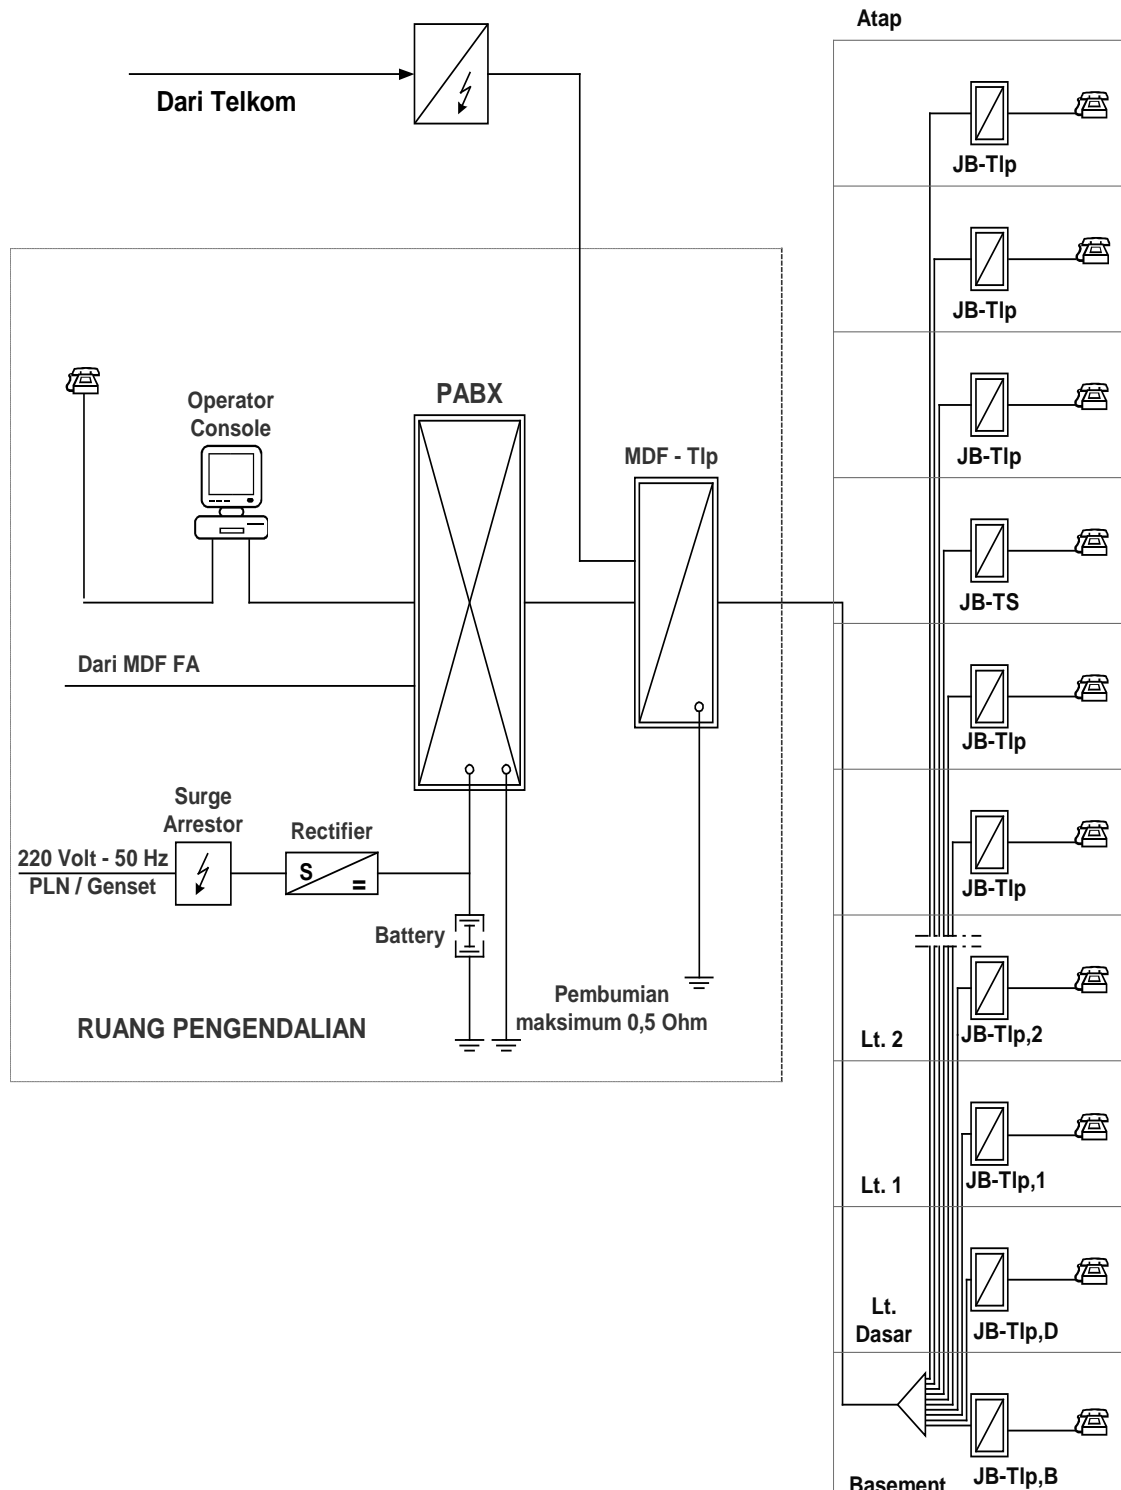 Atap
Dari Telkom
JB-Tlp
JB-Tlp
PABX
Operator
Console
MDF - Tlp
JB-Tlp
JB-TS
Dari MDF FA
JB-Tlp
Surge
Arrestor
Rectifier
220 Volt - 50 Hz
PLN / Genset
S
=
JB-Tlp
Battery
Pembumian
maksimum 0,5 Ohm
RUANG PENGENDALIAN
Lt. 2
JB-Tlp,2
Lt. 1
JB-Tlp,1
Lt.
Dasar
JB-Tlp,D
Basement
JB-Tlp,B